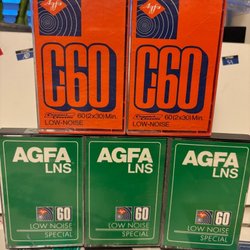 Agfa
C60
60(2x30)Min.
LOW-NOISE
Agfa
C60
60(2x30)Min.
LOW-NOISE
AGFA
LNS
60
LOW NOISE
SPECIAL
AGFA
LNS
60
LOW NOISE
SPECIAL
AGFA
LNS
60
LOW NOISE
SPECIAL